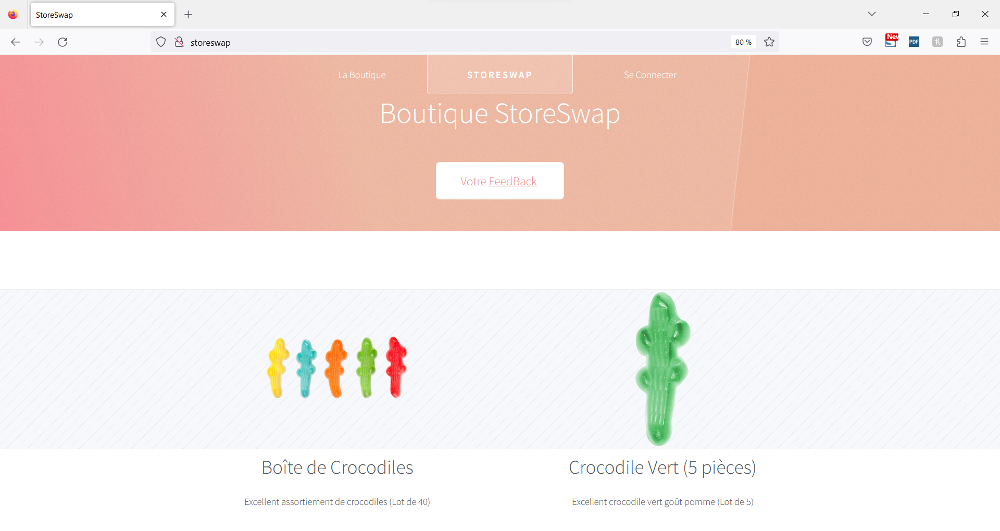 StoreSwap
storeswap
80 %
New
PDF
La Boutique
STORESWAP
Se Connecter
Boutique StoreSwap
Votre FeedBack
Boîte de Crocodiles
Crocodile Vert (5 pièces)
Excellent assortiement de crocodiles (Lot de 40)
Excellent crocodile vert goût pomme (Lot de 5)